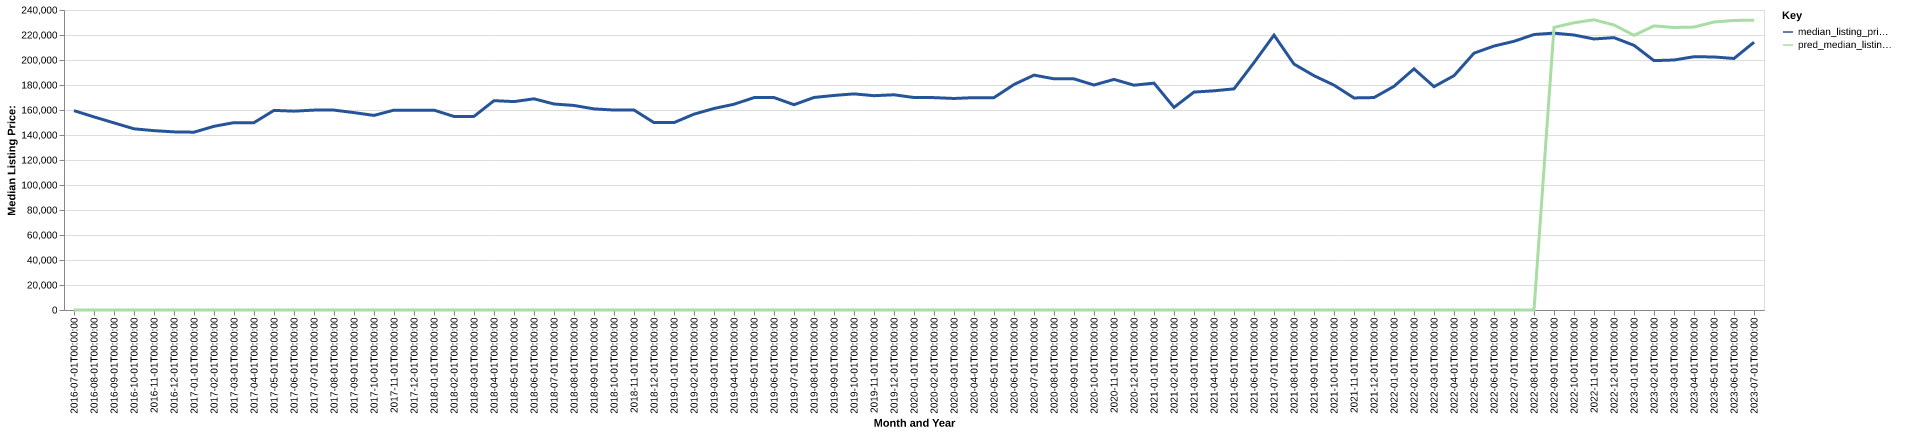 240,000
220,000
200,000
180,000
160,000
140,000
120,000
100,000
80,000
60,000
40,000
20,000
0
Median Listing Price:
2016-07-01T00:00:00
2016-08-01T00:00:00
2016-09-01T00:00:00
2016-10-01T00:00:00
2016-11-01T00:00:00
2016-12-01T00:00:00
2017-01-01T00:00:00
2017-02-01T00:00:00
2017-03-01T00:00:00
2017-04-01T00:00:00
2017-05-01T00:00:00
2017-06-01T00:00:00
2017-07-01T00:00:00
2017-08-01T00:00:00
2017-09-01T00:00:00
2017-10-01T00:00:00
2017-11-01T00:00:00
2017-12-01T00:00:00
2018-01-01T00:00:00
2018-02-01T00:00:00
2018-03-01T00:00:00
2018-04-01T00:00:00
2018-05-01T00:00:00
2018-06-01T00:00:00
2018-07-01T00:00:00
2018-08-01T00:00:00
2018-09-01T00:00:00
2018-10-01T00:00:00
2018-11-01T00:00:00
2018-12-01T00:00:00
2019-01-01T00:00:00
2019-02-01T00:00:00
2019-03-01T00:00:00
2019-04-01T00:00:00
2019-05-01T00:00:00
2019-06-01T00:00:00
2019-07-01T00:00:00
2019-08-01T00:00:00
2019-09-01T00:00:00
2019-10-01T00:00:00
2019-11-01T00:00:00
2019-12-01T00:00:00
2020-01-01T00:00:00
2020-02-01T00:00:00
2020-03-01T00:00:00
2020-04-01T00:00:00
2020-05-01T00:00:00
2020-06-01T00:00:00
2020-07-01T00:00:00
2020-08-01T00:00:00
2020-09-01T00:00:00
2020-10-01T00:00:00
2020-11-01T00:00:00
2020-12-01T00:00:00
2021-01-01T00:00:00
2021-02-01T00:00:00
2021-03-01T00:00:00
2021-04-01T00:00:00
2021-05-01T00:00:00
2021-06-01T00:00:00
2021-07-01T00:00:00
2021-08-01T00:00:00
2021-09-01T00:00:00
2021-10-01T00:00:00
2021-11-01T00:00:00
2021-12-01T00:00:00
2022-01-01T00:00:00
2022-02-01T00:00:00
2022-03-01T00:00:00
2022-04-01T00:00:00
2022-05-01T00:00:00
2022-06-01T00:00:00
2022-07-01T00:00:00
2022-08-01T00:00:00
2022-09-01T00:00:00
2022-10-01T00:00:00
2022-11-01T00:00:00
2022-12-01T00:00:00
2023-01-01T00:00:00
2023-02-01T00:00:00
2023-03-01T00:00:00
2023-04-01T00:00:00
2023-05-01T00:00:00
2023-06-01T00:00:00
2023-07-01T00:00:00
Month and Year
Key
median_listing_pri…
pred_median_listin…